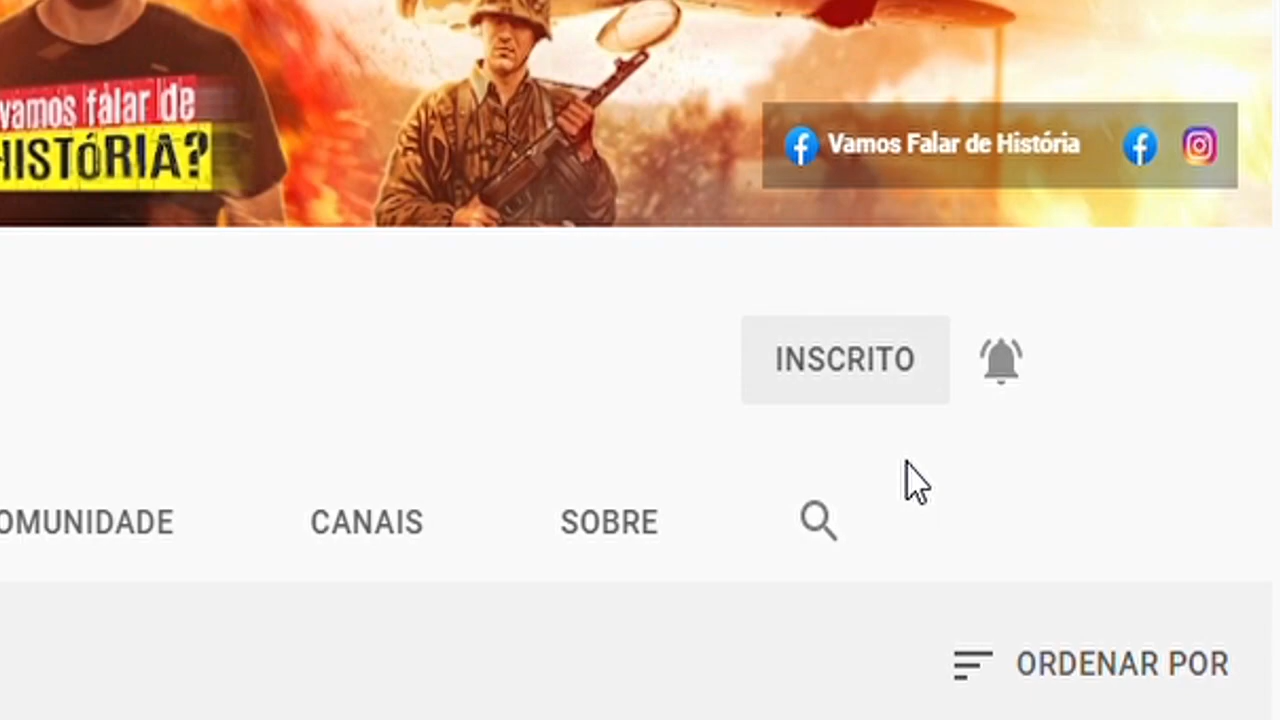 vamos falar de
HISTÓRIA?
Vamos Falar de História
INSCRITO
OMUNIDADE
CANAIS
SOBRE
ORDENAR POR